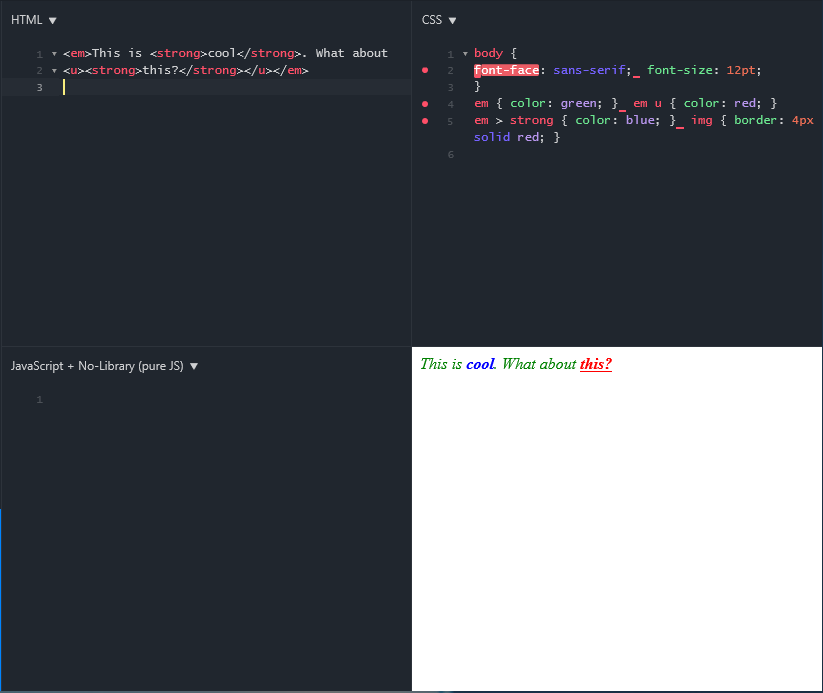 HTML ▼
1 ▾ <em>This is <strong>cool</strong>. What about
2 ▾ <u><strong>this?</strong></u></em>
3
CSS ▼
1 ▾ body {
2 font-face: sans-serif;_ font-size: 12pt;
3 }
4 em { color: green; }_ em u { color: red; }
5 em > strong { color: blue; }_ img { border: 4px
solid red; }
6
JavaScript + No-Library (pure JS) ▼
1
This is cool. What about this?